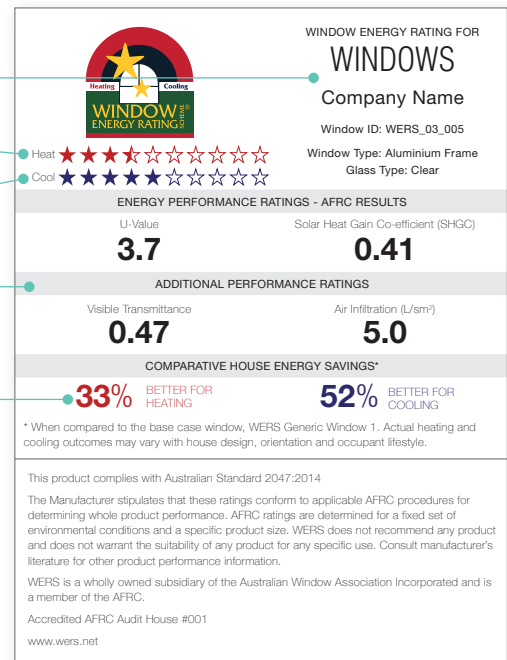 WINDOW ENERGY RATING FOR
WINDOWS
Company Name
Window ID: WERS_03_005
Window Type: Aluminium Frame
Glass Type: Clear
Heating Cooling
WINDOW
ENERGY RATING SCHEME®
Heat
Cool
ENERGY PERFORMANCE RATINGS - AFRC RESULTS
U-Value Solar Heat Gain Co-efficient (SHGC)
3.7 0.41
ADDITIONAL PERFORMANCE RATINGS
Visible Transmittance Air Infiltration (L/sm²)
0.47 5.0
COMPARATIVE HOUSE ENERGY SAVINGS*
33% BETTER FOR HEATING 52% BETTER FOR COOLING
* When compared to the base case window, WERS Generic Window 1. Actual heating and
cooling outcomes may vary with house design, orientation and occupant lifestyle.
This product complies with Australian Standard 2047:2014
The Manufacturer stipulates that these ratings conform to applicable AFRC procedures for
determining whole product performance. AFRC ratings are determined for a fixed set of
environmental conditions and a specific product size. WERS does not recommend any product
and does not warrant the suitability of any product for any specific use. Consult manufacturer's
literature for other product performance information.
WERS is a wholly owned subsidiary of the Australian Window Association Incorporated and is
a member of the AFRC.
Accredited AFRC Audit House #001
www.wers.net